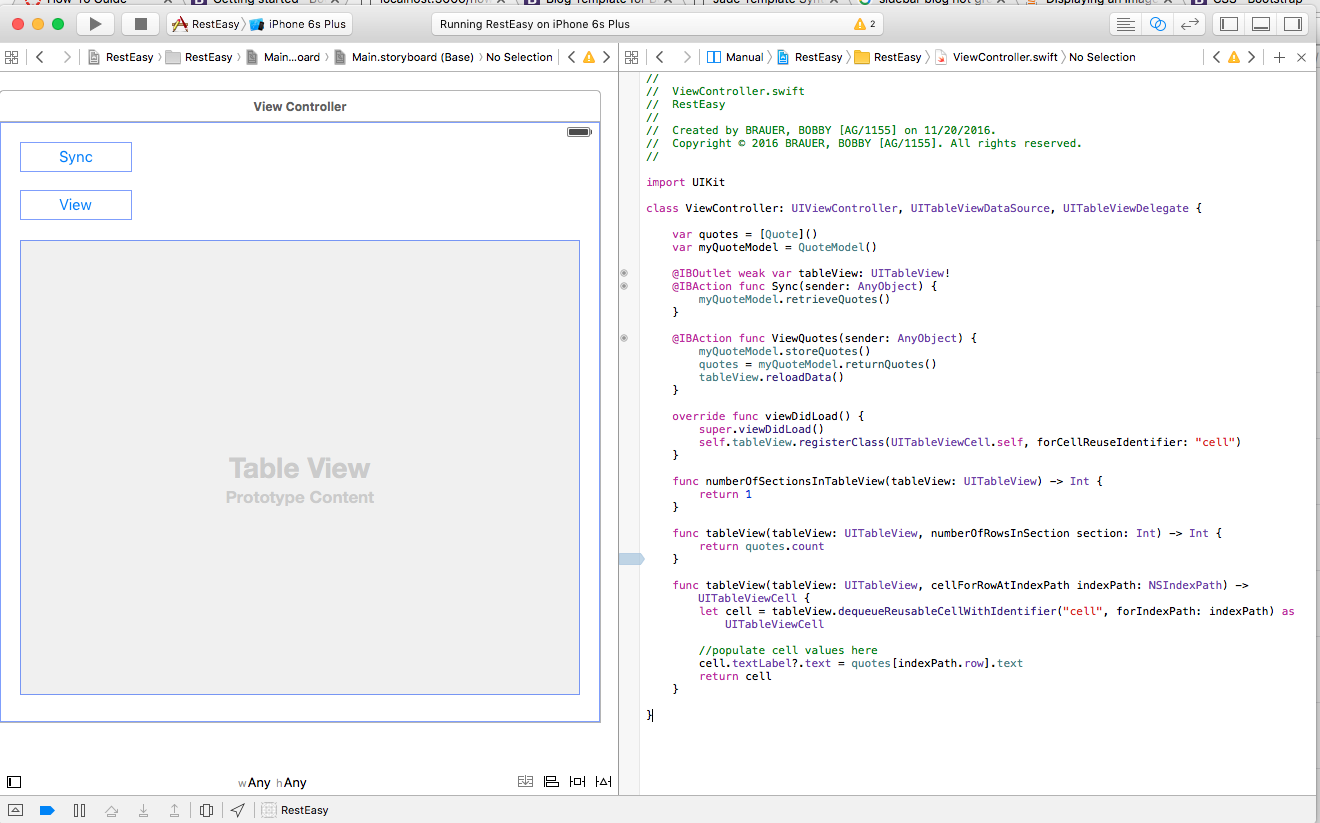 How To Guide
Getting started
localhost:3000/
Blog Template for
Jade Template Sync
sidebar blog not
Displaying an Image
CSS · Bootstrap
RestEasy iPhone 6s Plus
Running RestEasy on iPhone 6s Plus
2
RestEasy RestEasy Main...oard Main.storyboard (Base) No Selection
Manual RestEasy RestEasy ViewController.swift No Selection
View Controller
Sync
View
Table View
Prototype Content
wAny hAny
//
//  ViewController.swift
//  RestEasy
//
//  Created by BRAUER, BOBBY [AG/1155] on 11/20/2016.
//  Copyright © 2016 BRAUER, BOBBY [AG/1155]. All rights reserved.
//
import UIKit
class ViewController: UIViewController, UITableViewDataSource, UITableViewDelegate {
var quotes = [Quote]()
var myQuoteModel = QuoteModel()
@IBOutlet weak var tableView: UITableView!
@IBAction func Sync(sender: AnyObject) {
myQuoteModel.retrieveQuotes()
}
@IBAction func ViewQuotes(sender: AnyObject) {
myQuoteModel.storeQuotes()
quotes = myQuoteModel.returnQuotes()
tableView.reloadData()
}
override func viewDidLoad() {
super.viewDidLoad()
self.tableView.registerClass(UITableViewCell.self, forCellReuseIdentifier: "cell")
}
func numberOfSectionsInTableView(tableView: UITableView) -> Int {
return 1
}
func tableView(tableView: UITableView, numberOfRowsInSection section: Int) -> Int {
return quotes.count
}
func tableView(tableView: UITableView, cellForRowAtIndexPath indexPath: NSIndexPath) ->
UITableViewCell {
let cell = tableView.dequeueReusableCellWithIdentifier("cell", forIndexPath: indexPath) as
UITableViewCell
//populate cell values here
cell.textLabel?.text = quotes[indexPath.row].text
return cell
}
}
RestEasy